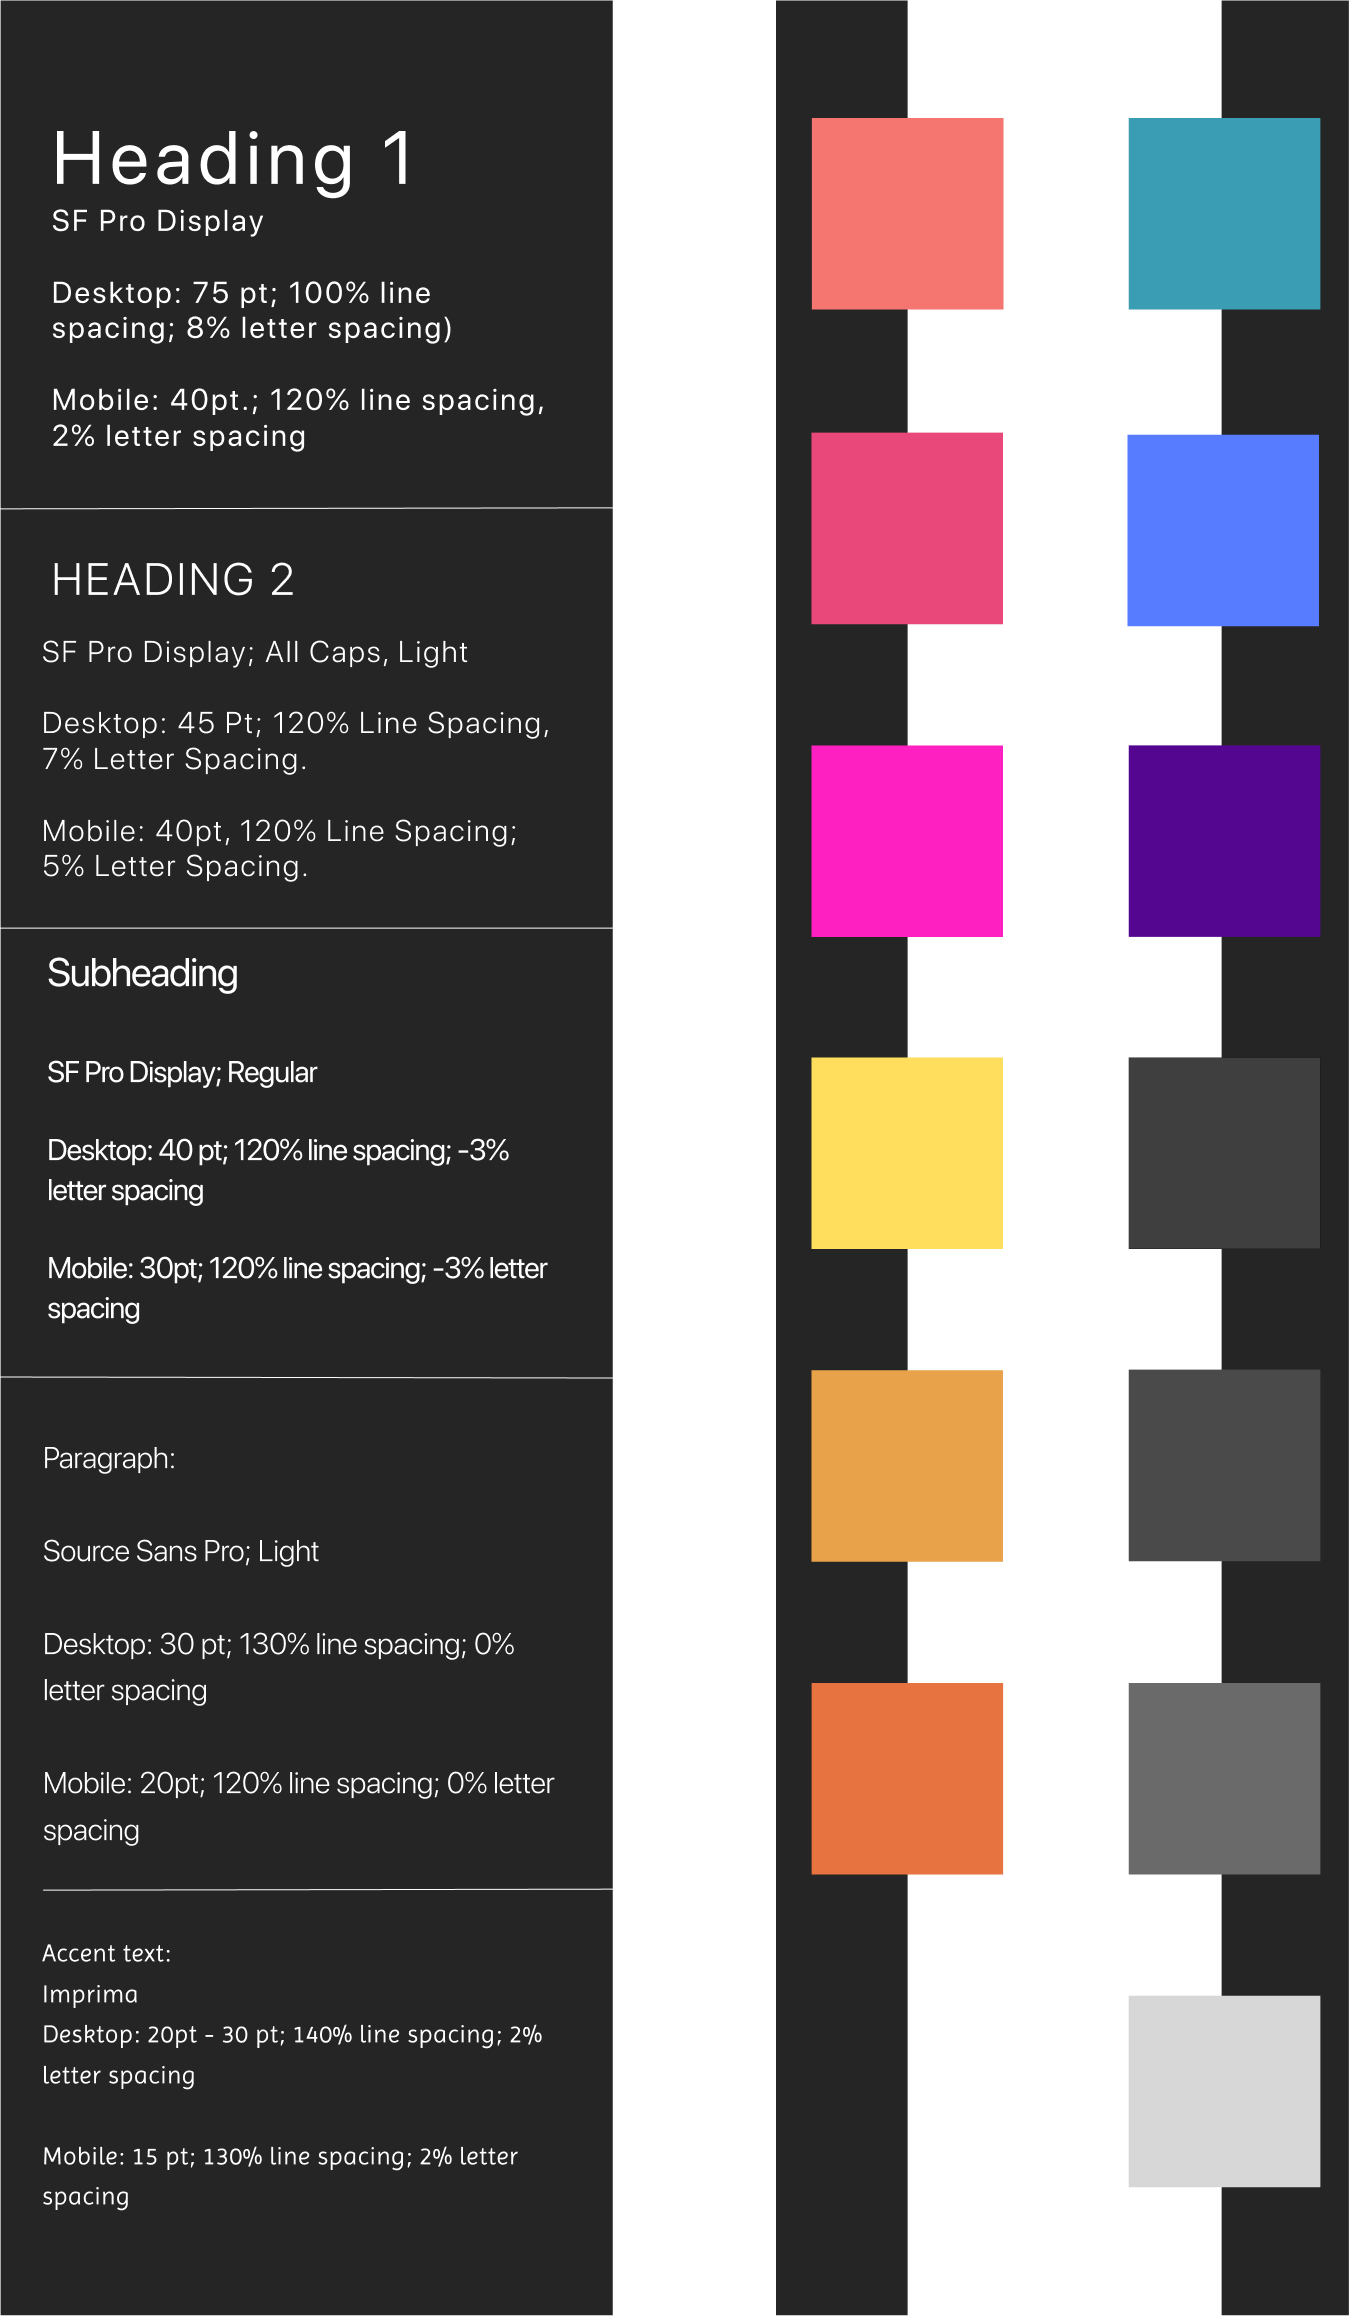 Heading 1
SF Pro Display
Desktop: 75 pt; 100% line
spacing; 8% letter spacing)
Mobile: 40pt.; 120% line spacing,
2% letter spacing
HEADING 2
SF Pro Display; All Caps, Light
Desktop: 45 Pt; 120% Line Spacing,
7% Letter Spacing.
Mobile: 40pt, 120% Line Spacing;
5% Letter Spacing.
Subheading
SF Pro Display; Regular
Desktop: 40 pt; 120% line spacing; -3%
letter spacing
Mobile: 30pt; 120% line spacing; -3% letter
spacing
Paragraph:
Source Sans Pro; Light
Desktop: 30 pt; 130% line spacing; 0%
letter spacing
Mobile: 20pt; 120% line spacing; 0% letter
spacing
Accent text:
Imprima
Desktop: 20pt - 30 pt; 140% line spacing; 2%
letter spacing
Mobile: 15 pt; 130% line spacing; 2% letter
spacing